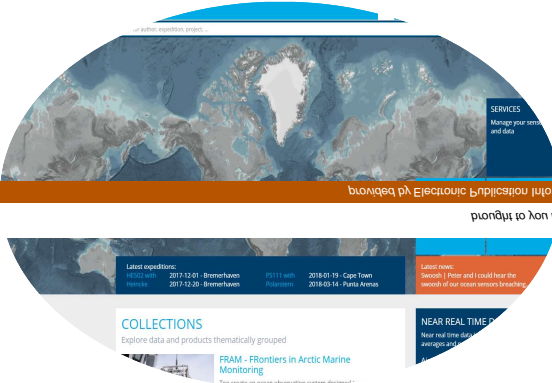 author, expedition, project, ...
SERVICES
Manage your
and data
provided by Electronic Publication
brought to you
Latest expeditions:
HE502 with 2017-12-01 - Bremerhaven
Heincke 2017-12-20 - Bremerhaven
PS111 with 2018-01-19 - Cape Town
Polarstern 2018-03-14 - Punta Arenas
Latest news:
Swoosh | Peter and I could hear the
swoosh of our ocean sensors breaching
COLLECTIONS
Explore data and products thematically grouped
FRAM - FRontiers in Arctic Marine
Monitoring
NEAR REAL TIME
Near real time data
averages and